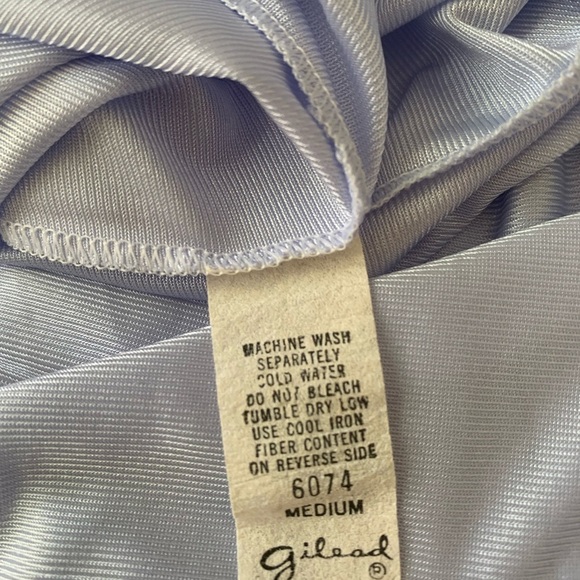 MACHINE WASH
SEPARATELY
COLD WATER
DO NOT BLEACH
TUMBLE DRY LOW
USE COOL IRON
FIBER CONTENT
ON REVERSE SIDE
6074
MEDIUM
gilead ®